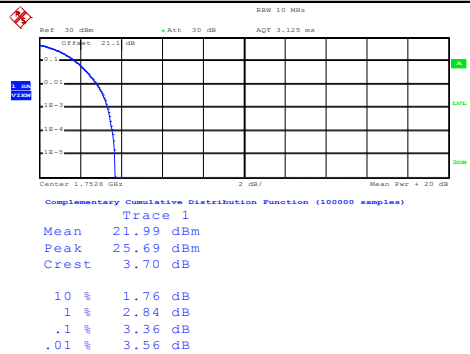 RBW 10 MHz
Ref 30 dBm Att 30 dB AQT 3.125 ms
Offset 21.1 dB
0.1
A
0.01
1 SA
VIEW
1E-3
LVL
1E-4
1E-5
3DB
Center 1.7526 GHz 2 dB/ Mean Pwr + 20 dB
Complementary Cumulative Distribution Function (100000 samples)
Trace 1
Mean 21.99 dBm
Peak 25.69 dBm
Crest 3.70 dB
10 % 1.76 dB
1 % 2.84 dB
.1 % 3.36 dB
.01 % 3.56 dB